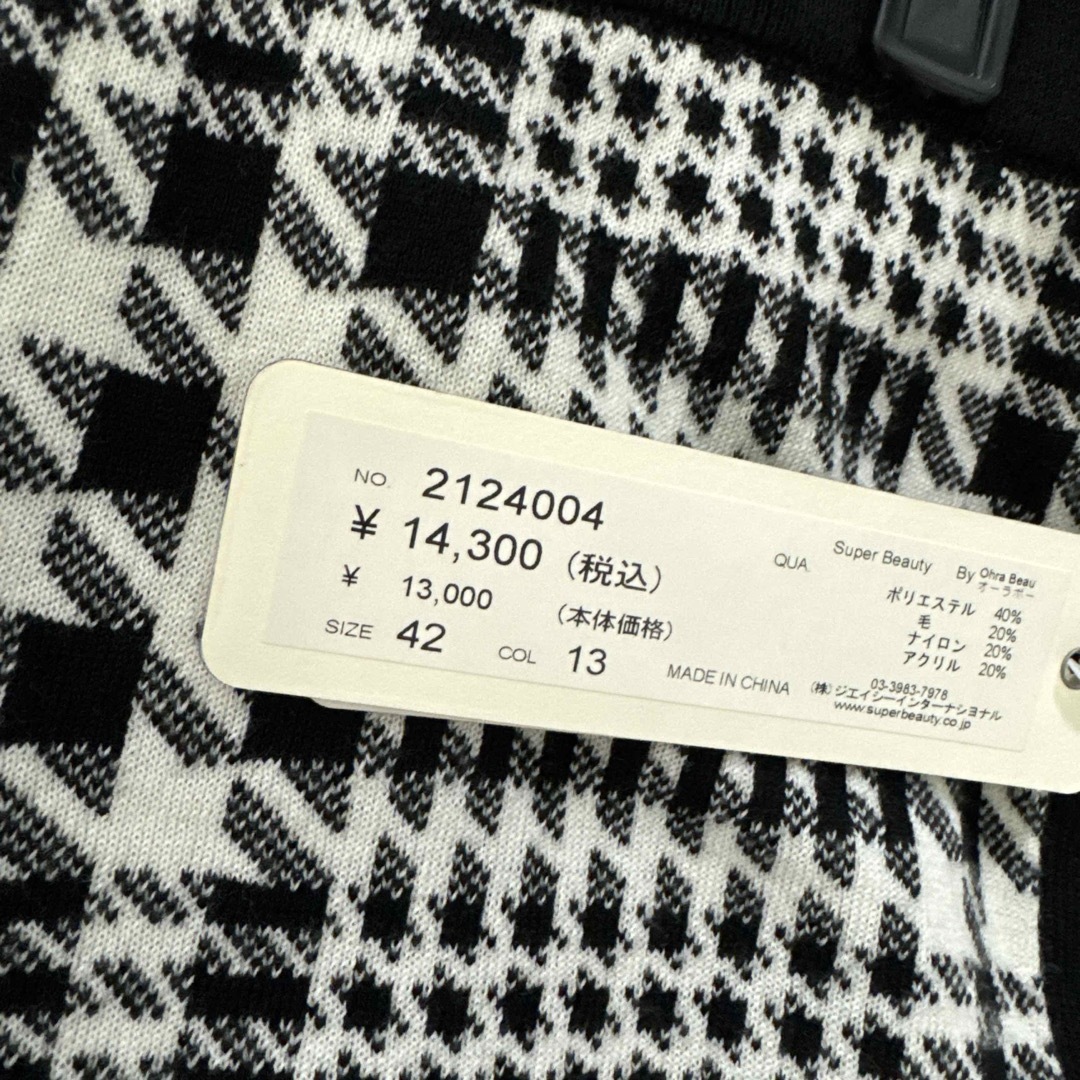 NO. 2124004
¥ 14,300 (税込)
¥ 13,000 (本体価格)
SIZE 42 COL 13
MADE IN CHINA
QUA. Super Beauty By Ohra Beau
オーラボー
ポリエステル 40%
毛 20%
ナイロン 20%
アクリル 20%
03-3983-7978
(株)ジェイシーインターナショナル
www.superbeauty.co.jp